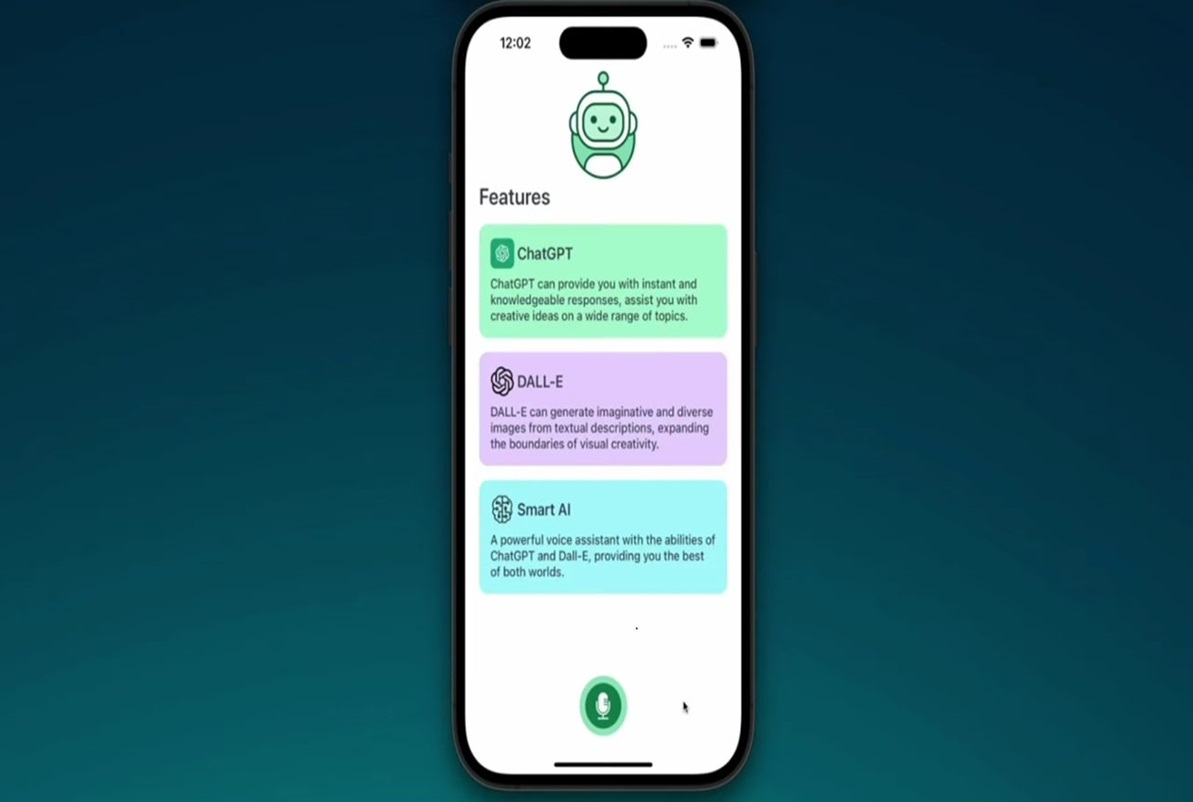 12:02
Features
ChatGPT
ChatGPT can provide you with instant and
knowledgeable responses, assist you with
creative ideas on a wide range of topics.
DALL-E
DALL-E can generate imaginative and diverse
images from textual descriptions, expanding
the boundaries of visual creativity.
Smart AI
A powerful voice assistant with the abilities of
ChatGPT and Dall-E, providing you the best
of both worlds.